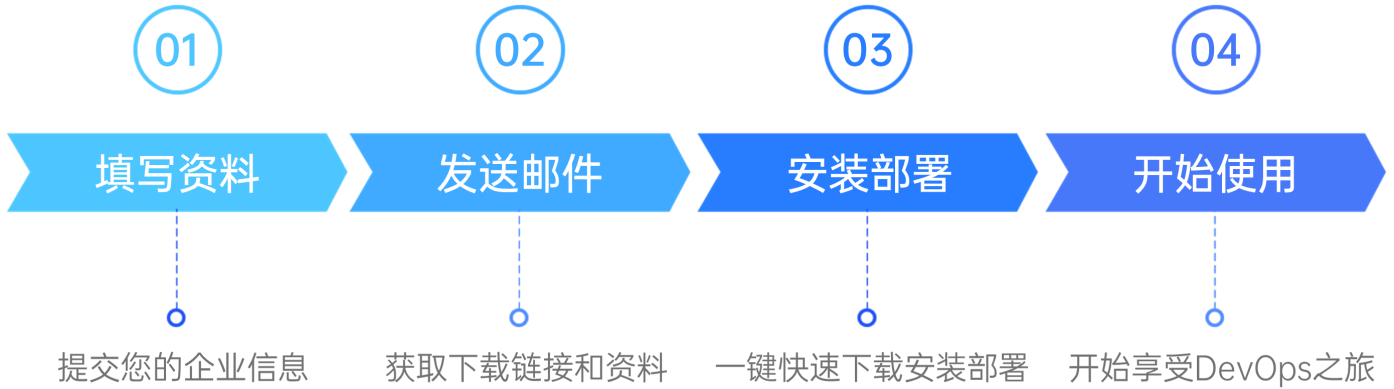 01
02
03
04
填写资料
发送邮件
安装部署
开始使用
提交您的企业信息
获取下载链接和资料
一键快速下载安装部署
开始享受DevOps之旅